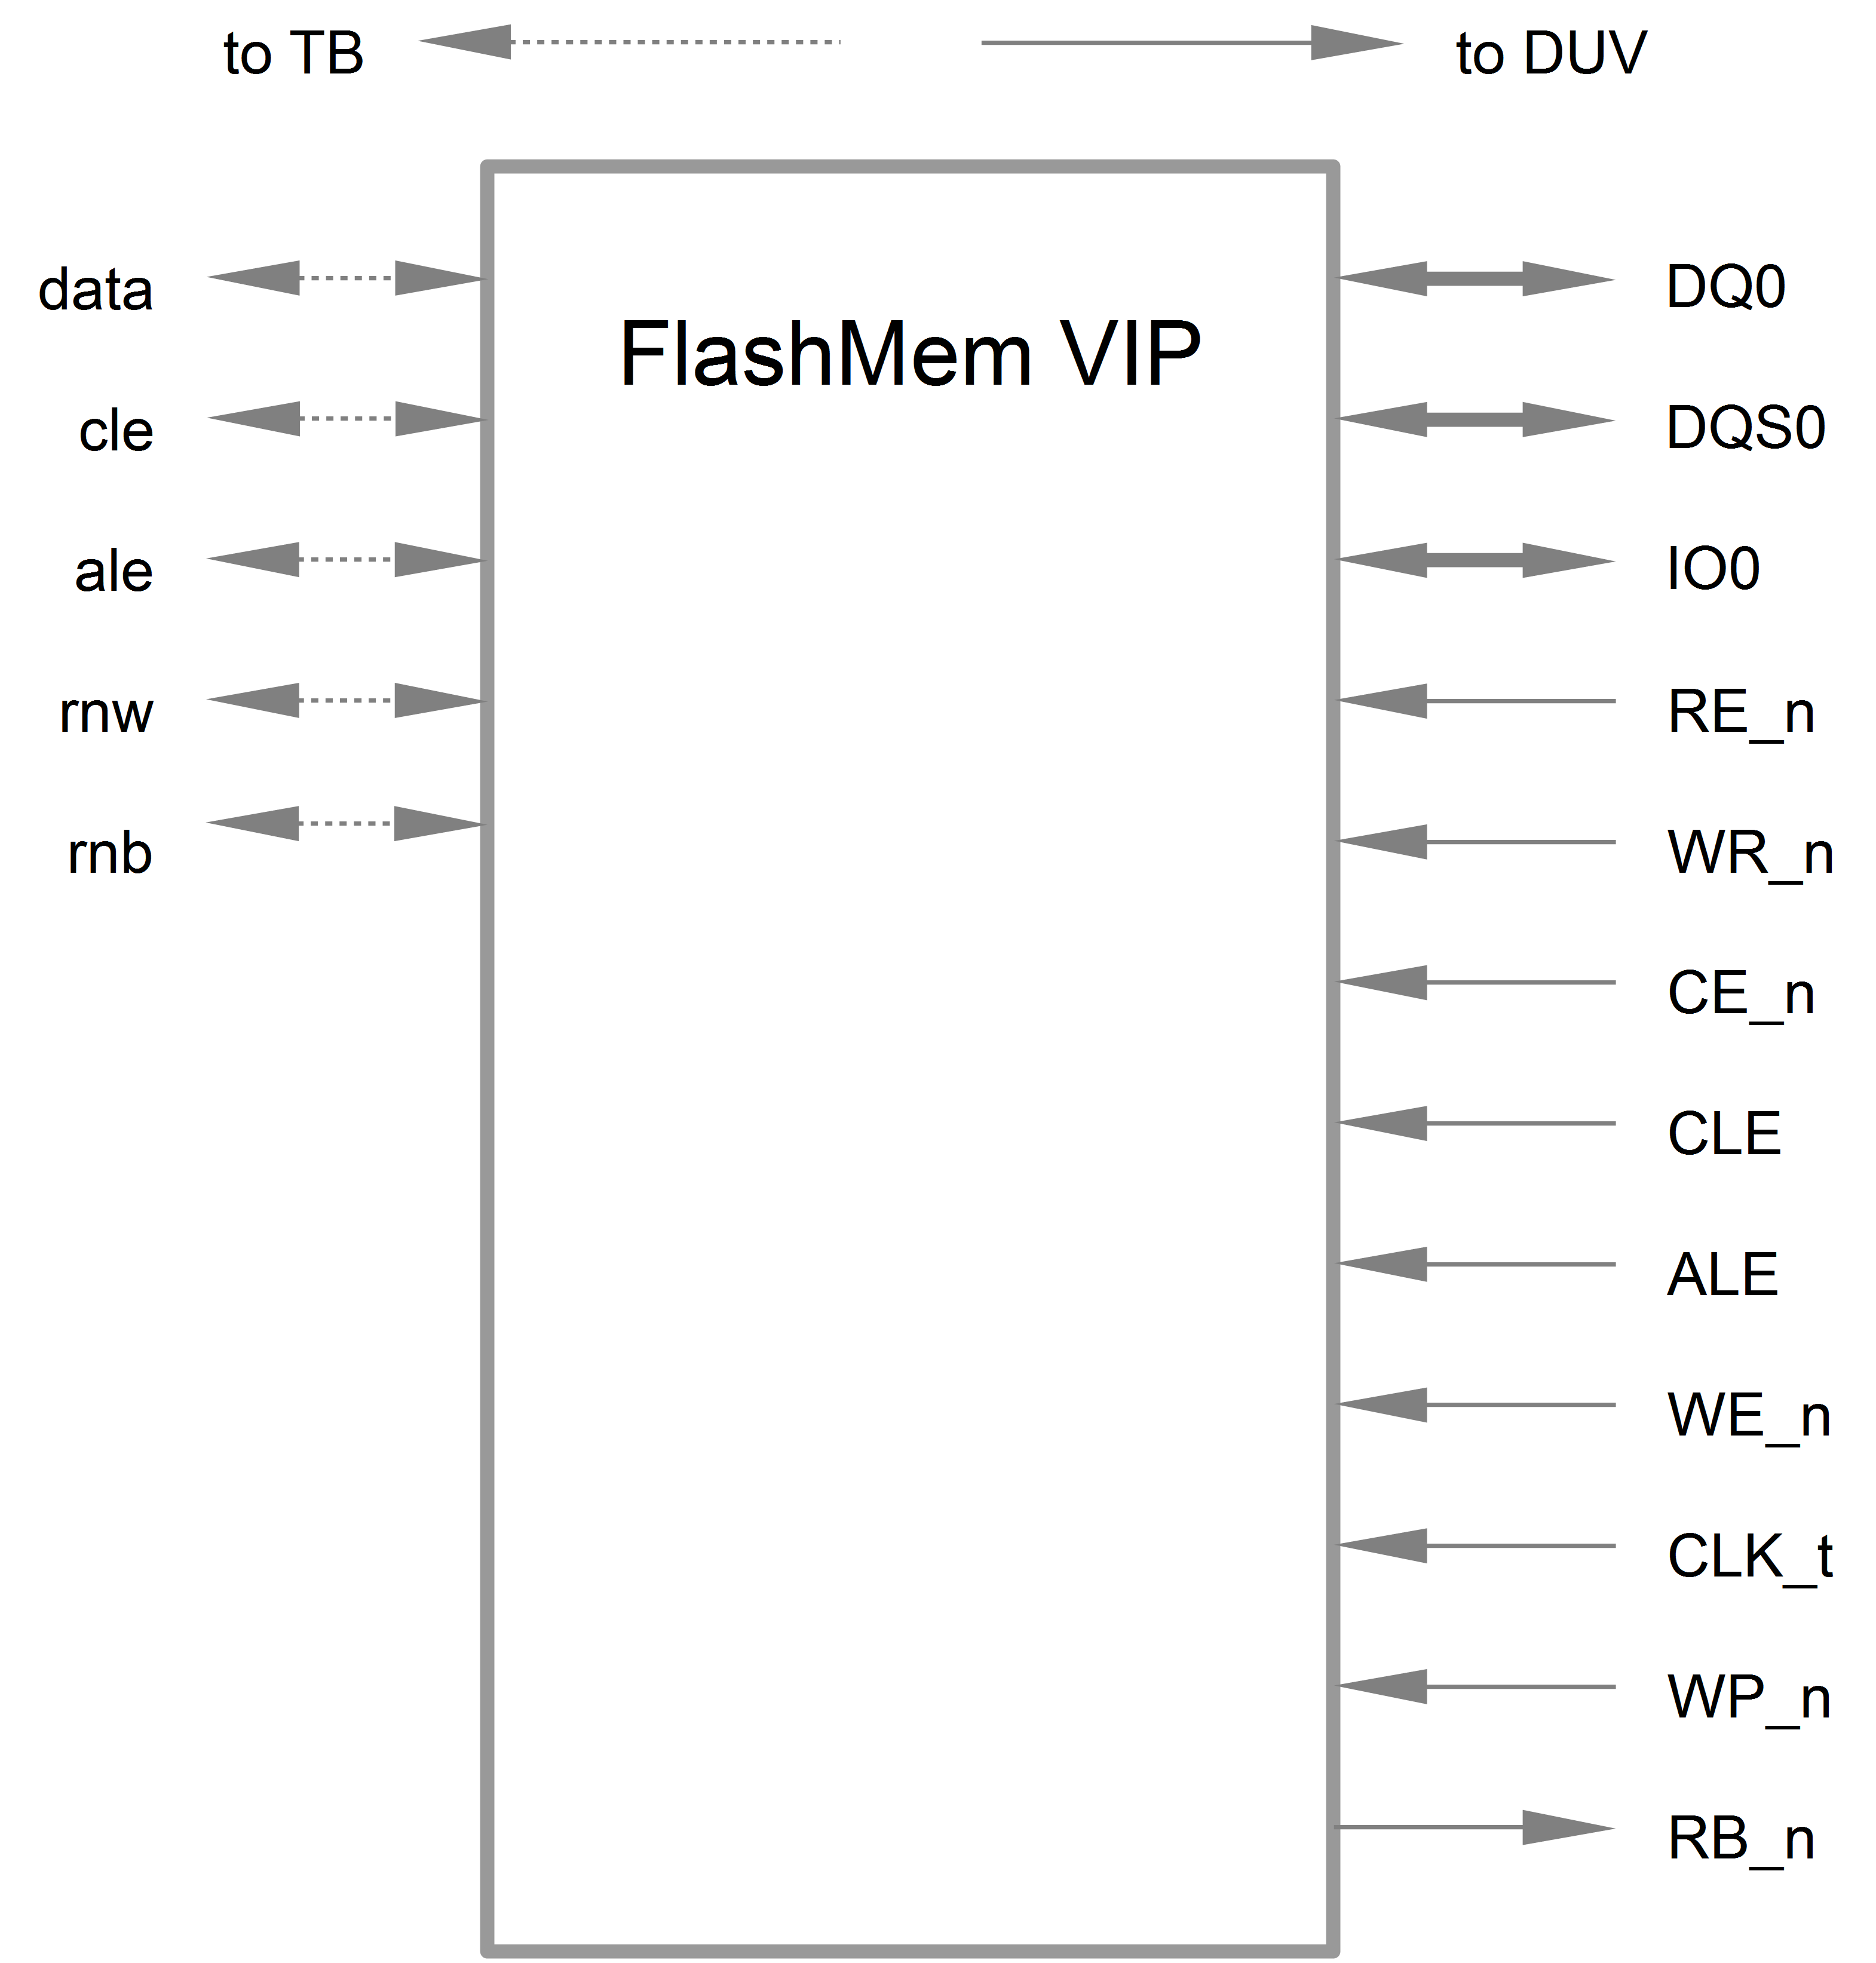 to TB
to DUV
FlashMem VIP
data
cle
ale
rnw
rnb
DQ0
DQS0
IO0
RE_n
WR_n
CE_n
CLE
ALE
WE_n
CLK_t
WP_n
RB_n